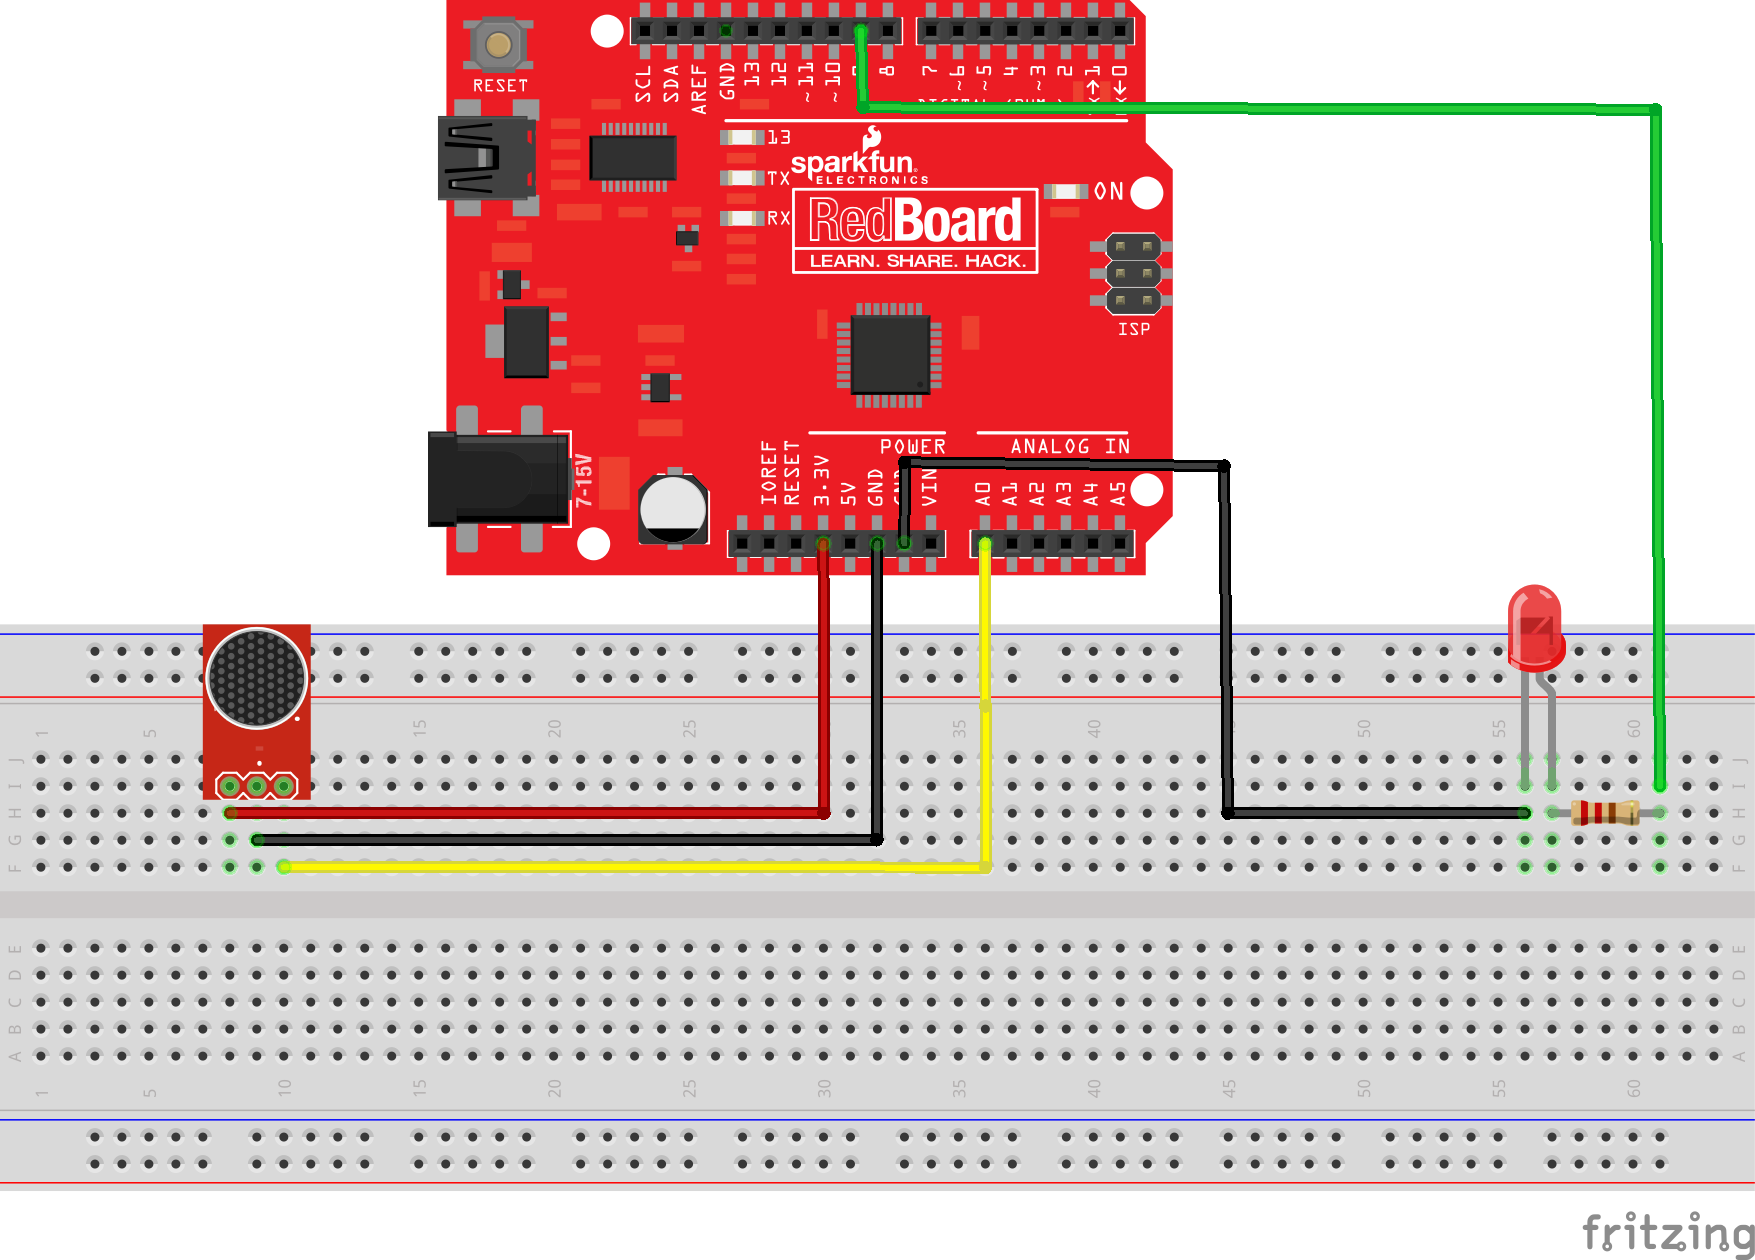 SCL SDA AREF GND 13 12 ~11 ~10 8 7 ~6 ~5 4 ~3 2
RESET
13
TX
RX
sparkfun
ELECTRONICS
ON
RedBoard
LEARN. SHARE. HACK.
ISP
7-15V
POWER
ANALOG IN
IOREF RESET 3.3V 5V GND GND VIN A0 A1 A2 A3 A4 A5
1 5 15 20 25 35 40 50 55 60
J J
I I
H H
G G
F F
E E
D D
C C
B B
A A
1 5 10 15 20 25 30 35 40 45 50 55 60
fritzing